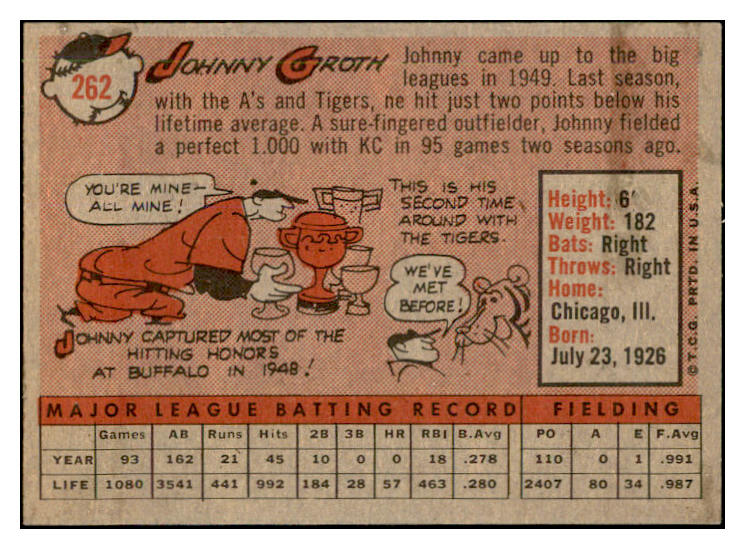 262
JOHNNY GROTH
Johnny came up to the big
leagues in 1949. Last season,
with the A's and Tigers, ne hit just two points below his
lifetime average. A sure-fingered outfielder, Johnny fielded
a perfect 1.000 with KC in 95 games two seasons ago.
YOU'RE MINE—
ALL MINE!
THIS IS HIS
SECOND TIME
AROUND WITH
THE TIGERS.
WE'VE
MET
BEFORE!
JOHNNY CAPTURED MOST OF THE
HITTING HONORS
AT BUFFALO IN 1948!
Height: 6'
Weight: 182
Bats: Right
Throws: Right
Home:
Chicago, Ill.
Born:
July 23, 1926
© T.C.G. PRTD. IN U.S.A.
MAJOR LEAGUE BATTING RECORD FIELDING
Games AB Runs Hits 2B 3B HR RBI B.Avg PO A E F.Avg
YEAR 93 162 21 45 10 0 0 18 .278 110 0 1 .991
LIFE 1080 3541 441 992 184 28 57 463 .280 2407 80 34 .987